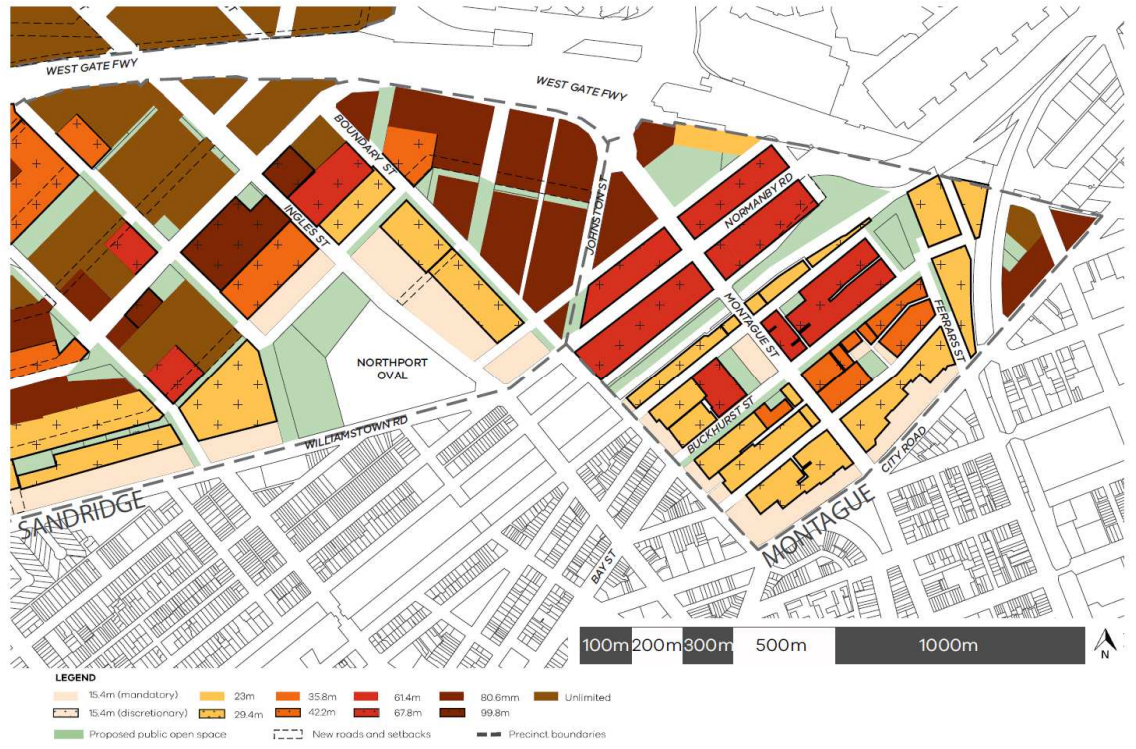 WEST GATE FWY
WEST GATE FWY
BOUNDARY ST
JOHNSTON ST
NORMANBY RD
INGLES ST
MONTAGUE ST
FERRARS ST
NORTHPORT
OVAL
BUCKHURST ST
WILLIAMSTOWN RD
CITY ROAD
SANDRIDGE
MONTAGUE
BAY ST
100m 200m 300m 500m 1000m
N
LEGEND
15.4m (mandatory) 23m 35.8m 61.4m 80.6mm Unlimited
15.4m (discretionary) 29.4m 42.2m 67.8m 99.8m
Proposed public open space New roads and setbacks Precinct boundaries